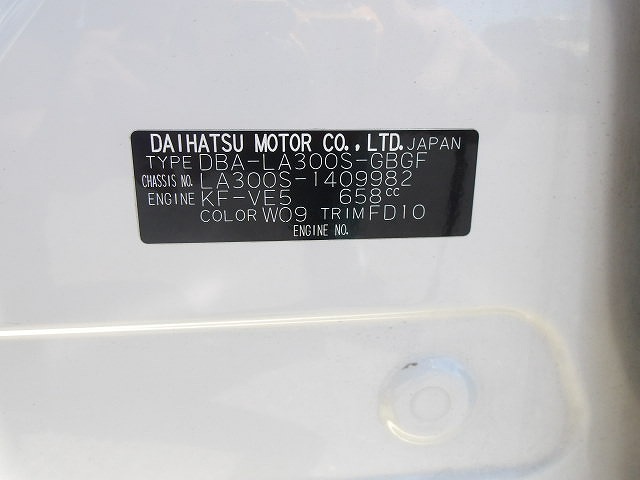 DAIHATSU MOTOR CO., LTD. JAPAN
TYPE DBA-LA300S-GBGF
CHASSIS NO. LA300S-1409982
ENGINE KF-VE5 658cc
COLOR W09 TRIM FD10
ENGINE NO.